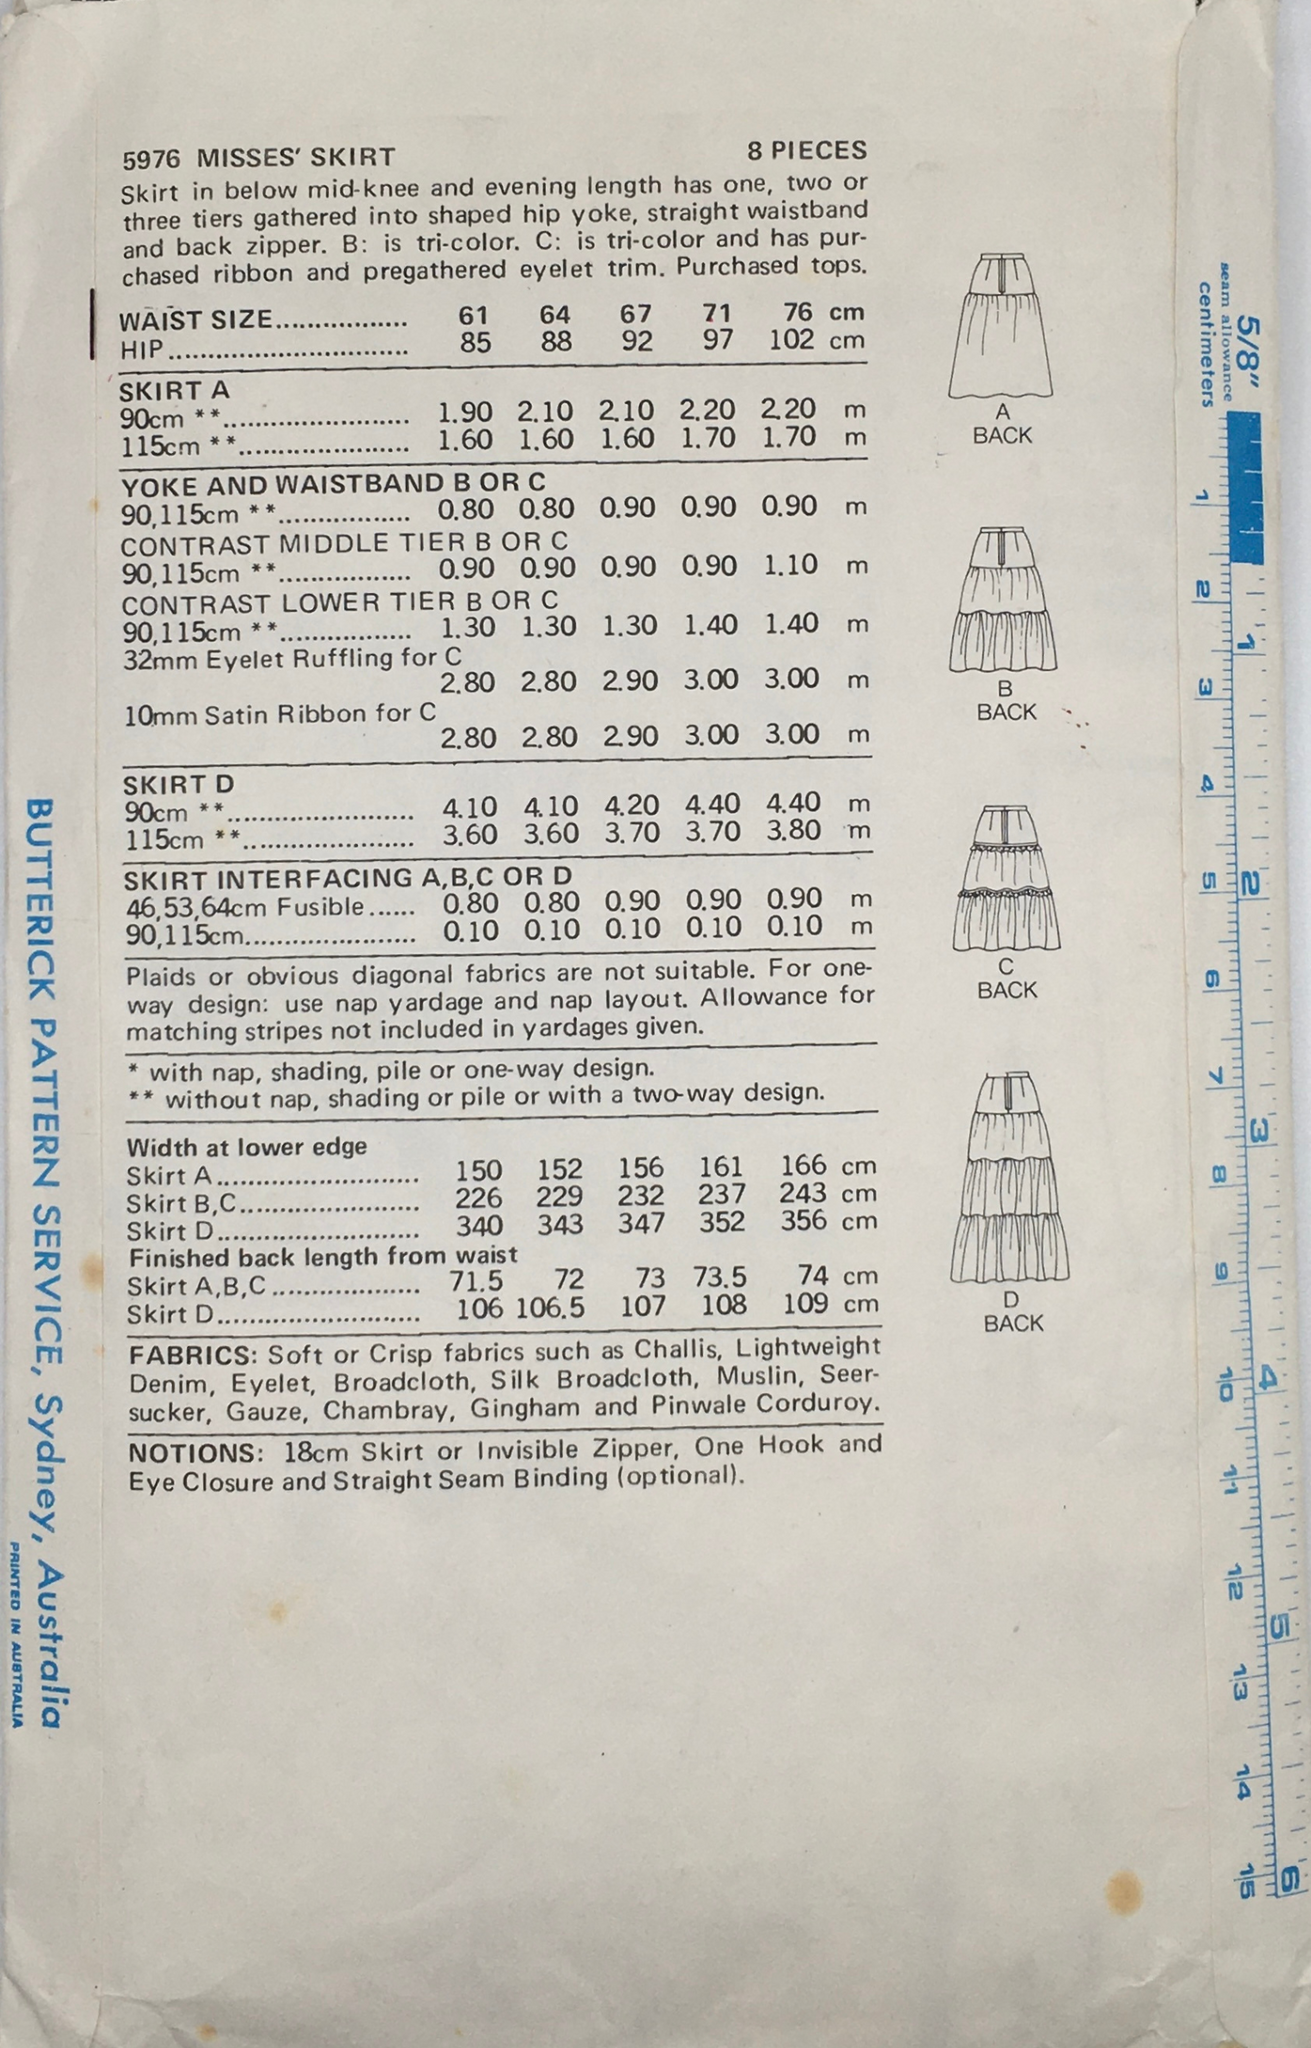 5976 MISSES' SKIRT 8 PIECES
Skirt in below mid-knee and evening length has one, two or
three tiers gathered into shaped hip yoke, straight waistband
and back zipper. B: is tri-color. C: is tri-color and has pur-
chased ribbon and pregathered eyelet trim. Purchased tops.
WAIST SIZE.................. 61 64 67 71 76 cm
HIP................................ 85 88 92 97 102 cm
SKIRT A
90cm **........................... 1.90 2.10 2.10 2.20 2.20 m
115cm **......................... 1.60 1.60 1.60 1.70 1.70 m
YOKE AND WAISTBAND B OR C
90,115cm **.................. 0.80 0.80 0.90 0.90 0.90 m
CONTRAST MIDDLE TIER B OR C
90,115cm **.................. 0.90 0.90 0.90 0.90 1.10 m
CONTRAST LOWER TIER B OR C
90,115cm **.................. 1.30 1.30 1.30 1.40 1.40 m
32mm Eyelet Ruffling for C
2.80 2.80 2.90 3.00 3.00 m
10mm Satin Ribbon for C
2.80 2.80 2.90 3.00 3.00 m
SKIRT D
90cm **........................... 4.10 4.10 4.20 4.40 4.40 m
115cm **......................... 3.60 3.60 3.70 3.70 3.80 m
SKIRT INTERFACING A,B,C OR D
46,53,64cm Fusible...... 0.80 0.80 0.90 0.90 0.90 m
90,115cm....................... 0.10 0.10 0.10 0.10 0.10 m
Plaids or obvious diagonal fabrics are not suitable. For one-
way design: use nap yardage and nap layout. Allowance for
matching stripes not included in yardages given.
* with nap, shading, pile or one-way design.
** without nap, shading or pile or with a two-way design.
Width at lower edge
Skirt A........................... 150 152 156 161 166 cm
Skirt B,C........................ 226 229 232 237 243 cm
Skirt D........................... 340 343 347 352 356 cm
Finished back length from waist
Skirt A,B,C.................... 71.5 72 73 73.5 74 cm
Skirt D........................... 106 106.5 107 108 109 cm
FABRICS: Soft or Crisp fabrics such as Challis, Lightweight
Denim, Eyelet, Broadcloth, Silk Broadcloth, Muslin, Seer-
sucker, Gauze, Chambray, Gingham and Pinwale Corduroy.
NOTIONS: 18cm Skirt or Invisible Zipper, One Hook and
Eye Closure and Straight Seam Binding (optional).
A
BACK
B
BACK
C
BACK
D
BACK
BUTTERICK PATTERN SERVICE, Sydney, Australia
PRINTED IN AUSTRALIA
5/8"
seam allowance
centimeters
1
2
3
4
5
6
7
8
9
10
11
12
13
14
15
1
2
3
4
5
6